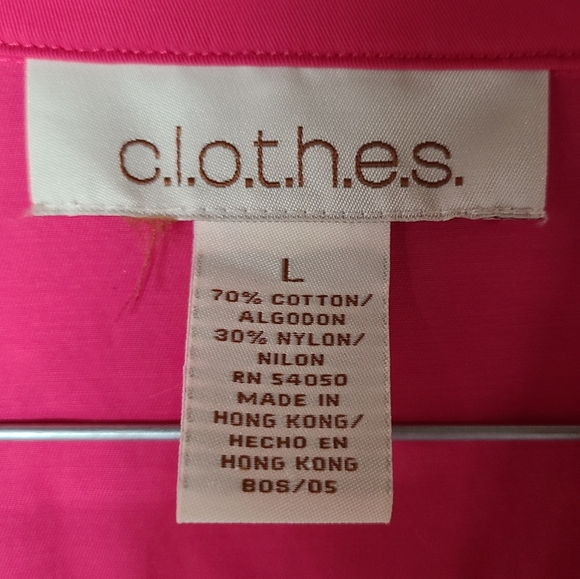 c.l.o.t.h.e.s.
L
70% COTTON/
ALGODON
30% NYLON/
NILON
RN 54050
MADE IN
HONG KONG/
HECHO EN
HONG KONG
BOS/05